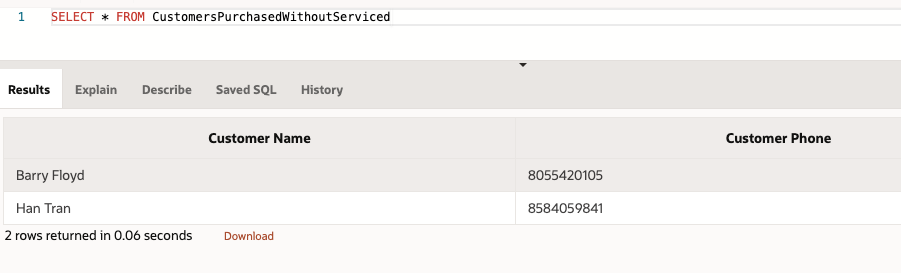 1 SELECT * FROM CustomersPurchasedWithoutServiced
Results Explain Describe Saved SQL History
Customer Name Customer Phone
Barry Floyd 8055420105
Han Tran 8584059841
2 rows returned in 0.06 seconds Download